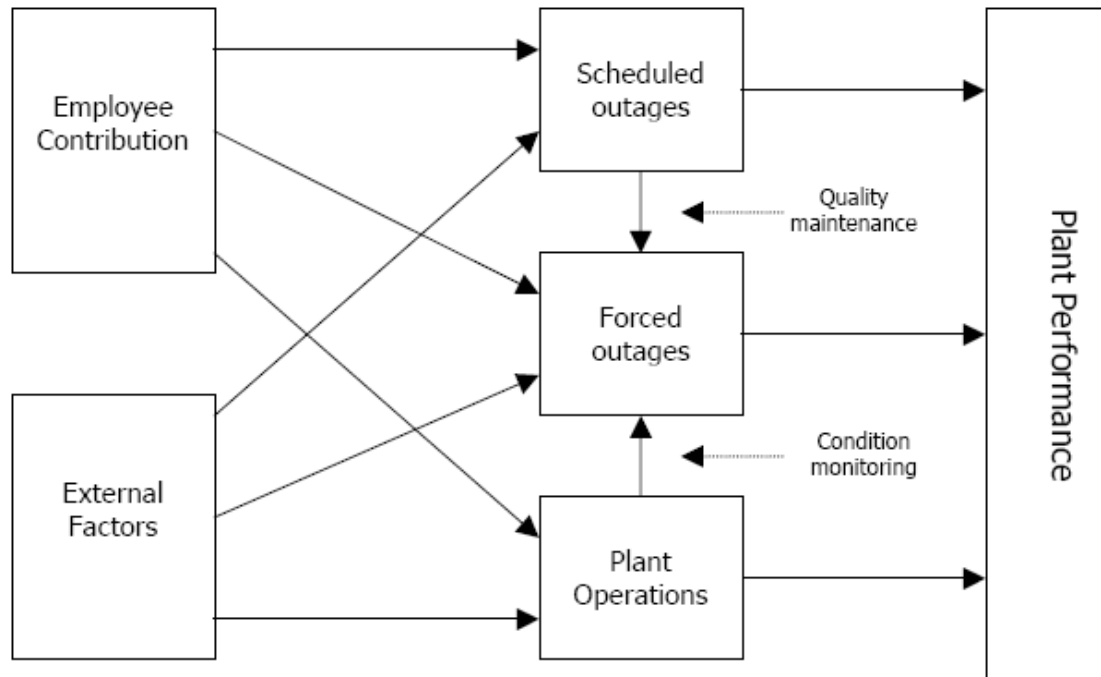 Employee
Contribution
Scheduled
outages
Quality
maintenance
Forced
outages
Condition
monitoring
External
Factors
Plant
Operations
Plant Performance